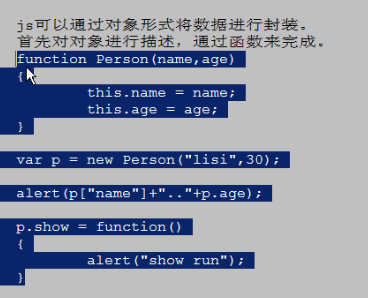 js可以通过对象形式将数据进行封装。
首先对对象进行描述，通过函数来完成。
function Person(name,age)
{
this.name = name;
this.age = age;
}
var p = new Person("lisi",30);
alert(p["name"]+".."+p.age);
p.show = function()
{
alert("show run");
}